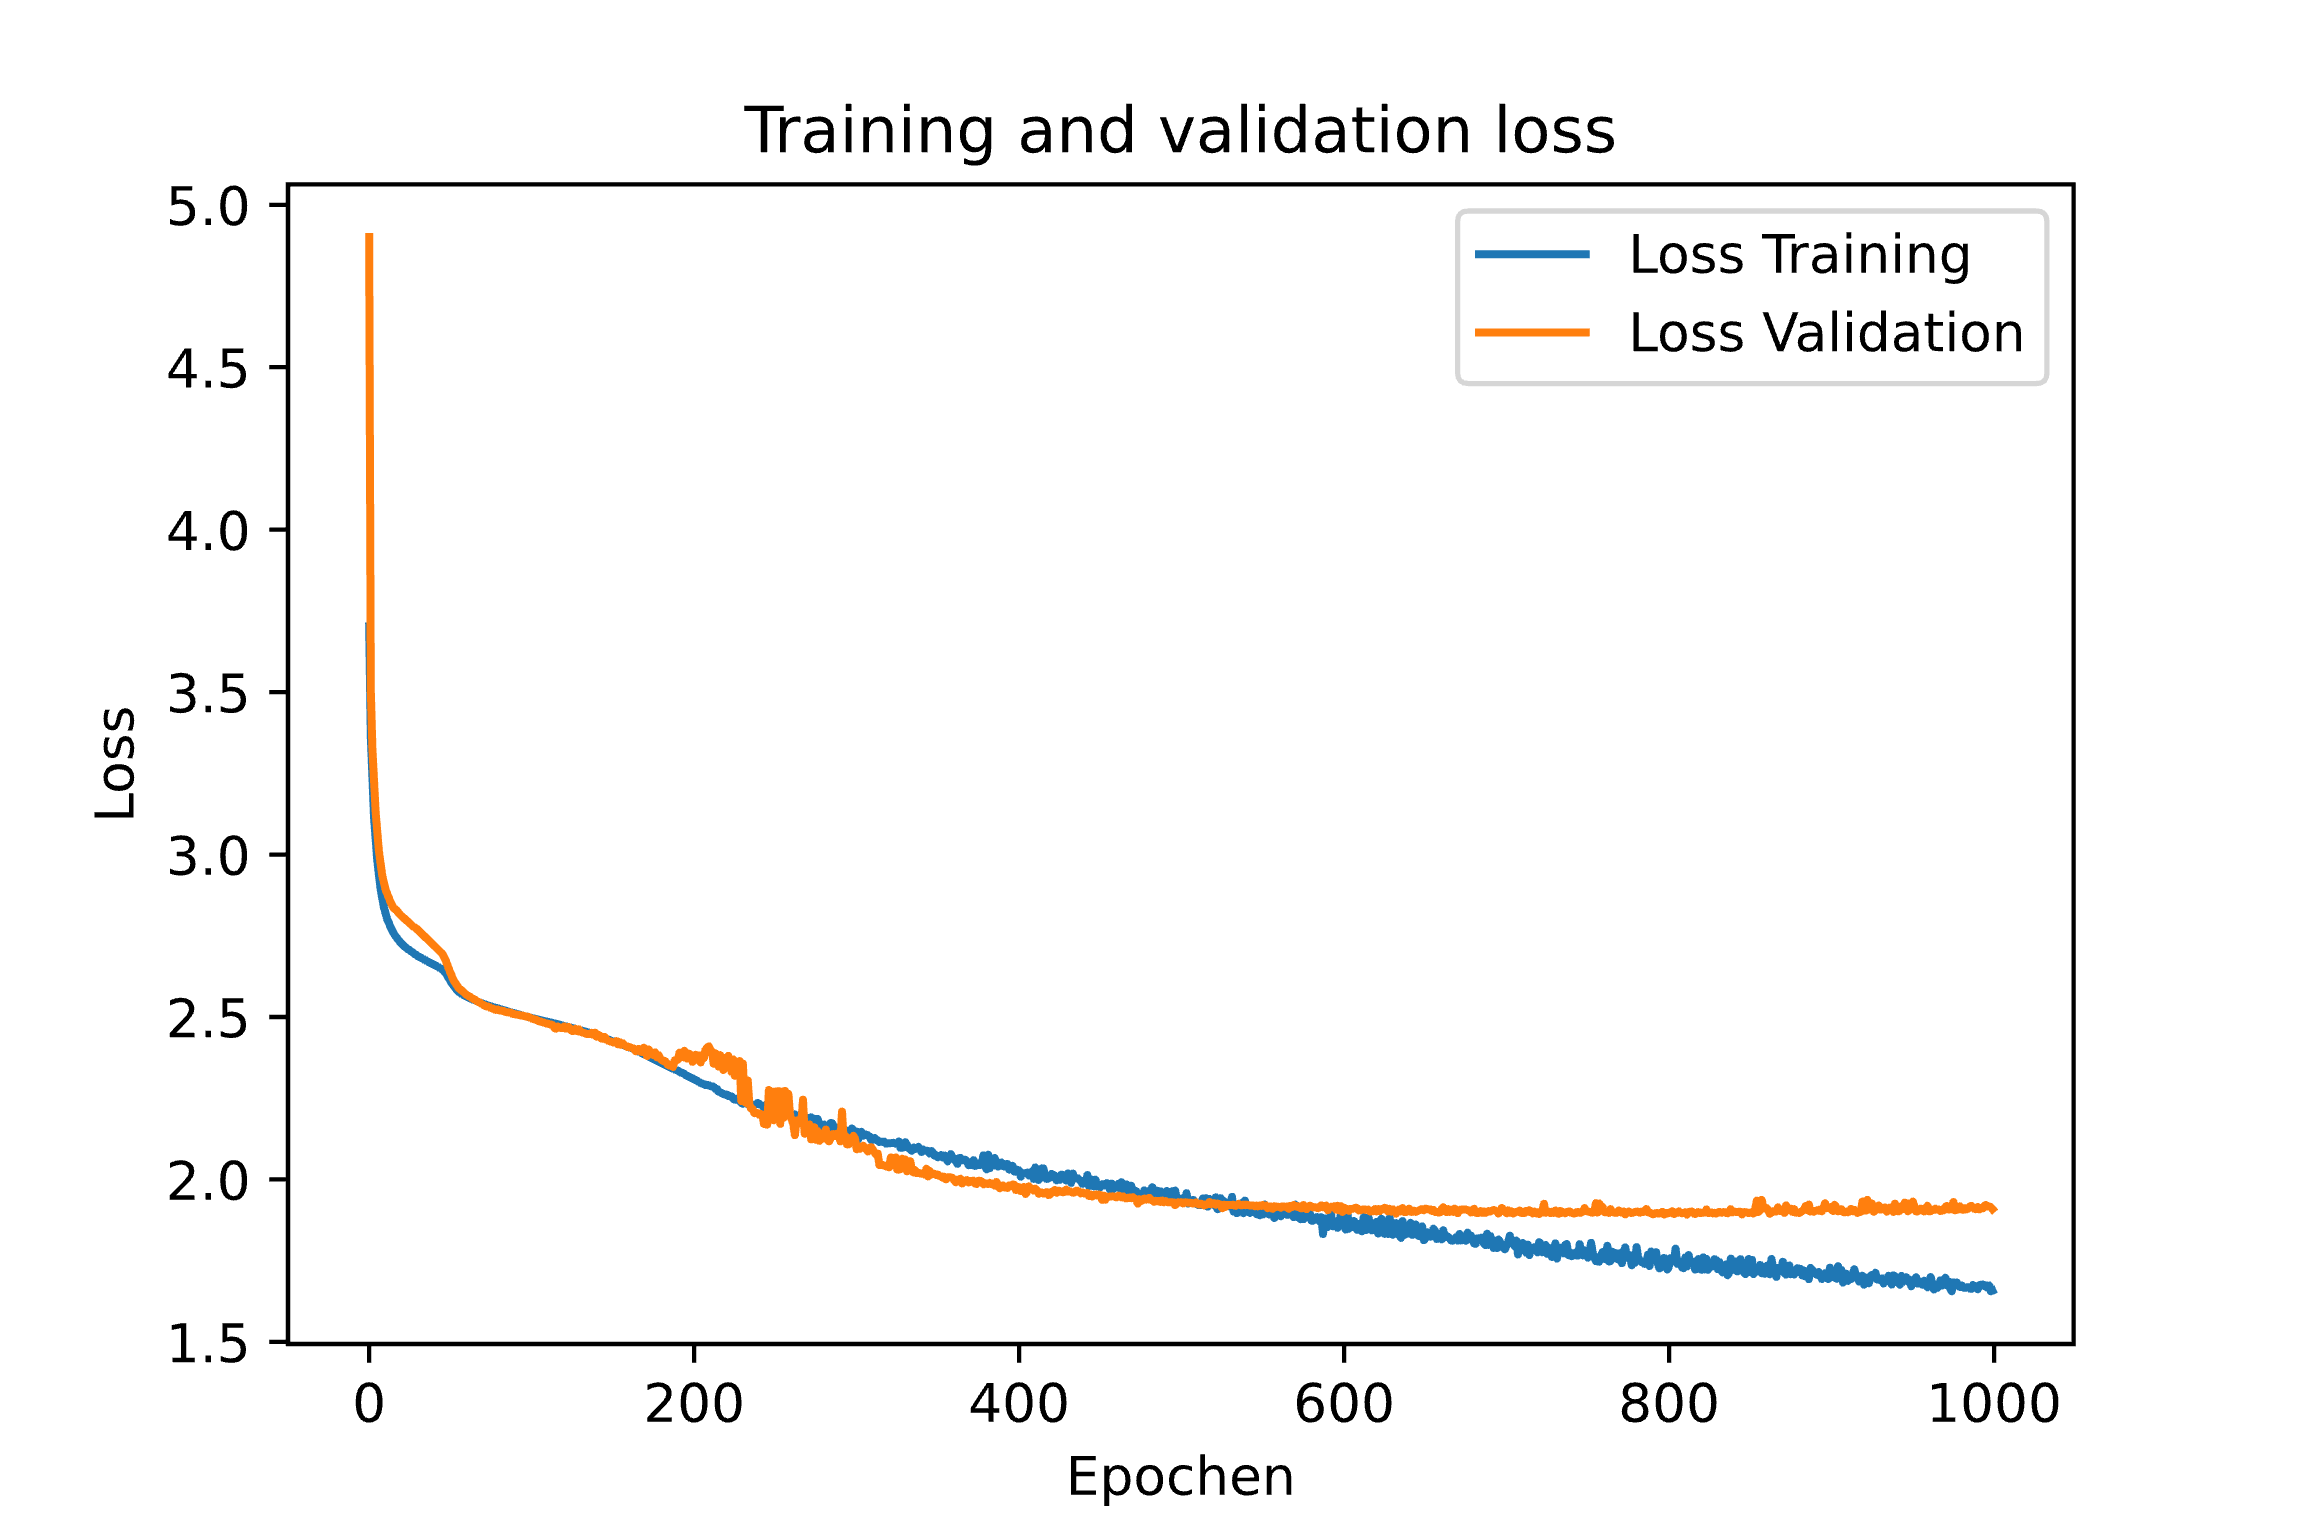 Training and validation loss
Loss Training
Loss Validation
5.0
4.5
4.0
3.5
3.0
2.5
2.0
1.5
Loss
0 200 400 600 800 1000
Epochen